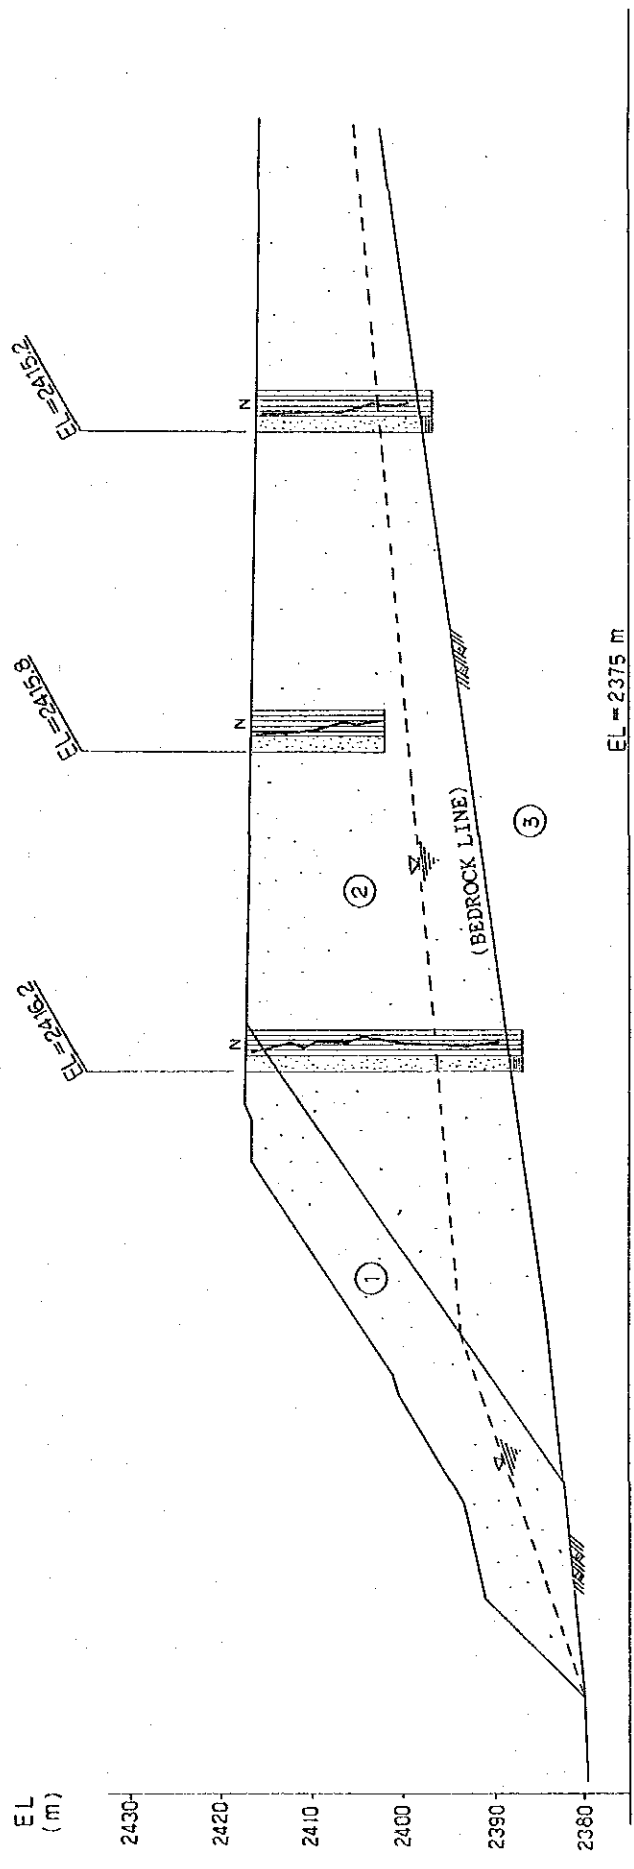 EL
(m)
2430
2420
2410
2400
2390
2380
EL=2416.2
EL=2415.8
EL=2415.2
N
N
N
1
2
3
(BEDROCK LINE)
EL=2375 m